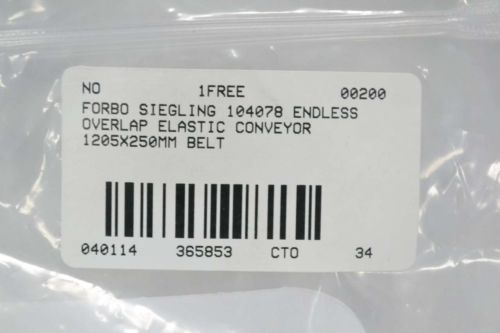 NO 1FREE 00200
FORBO SIEGLING 104078 ENDLESS
OVERLAP ELASTIC CONVEYOR
1205X250MM BELT
040114 365853 CTO 34